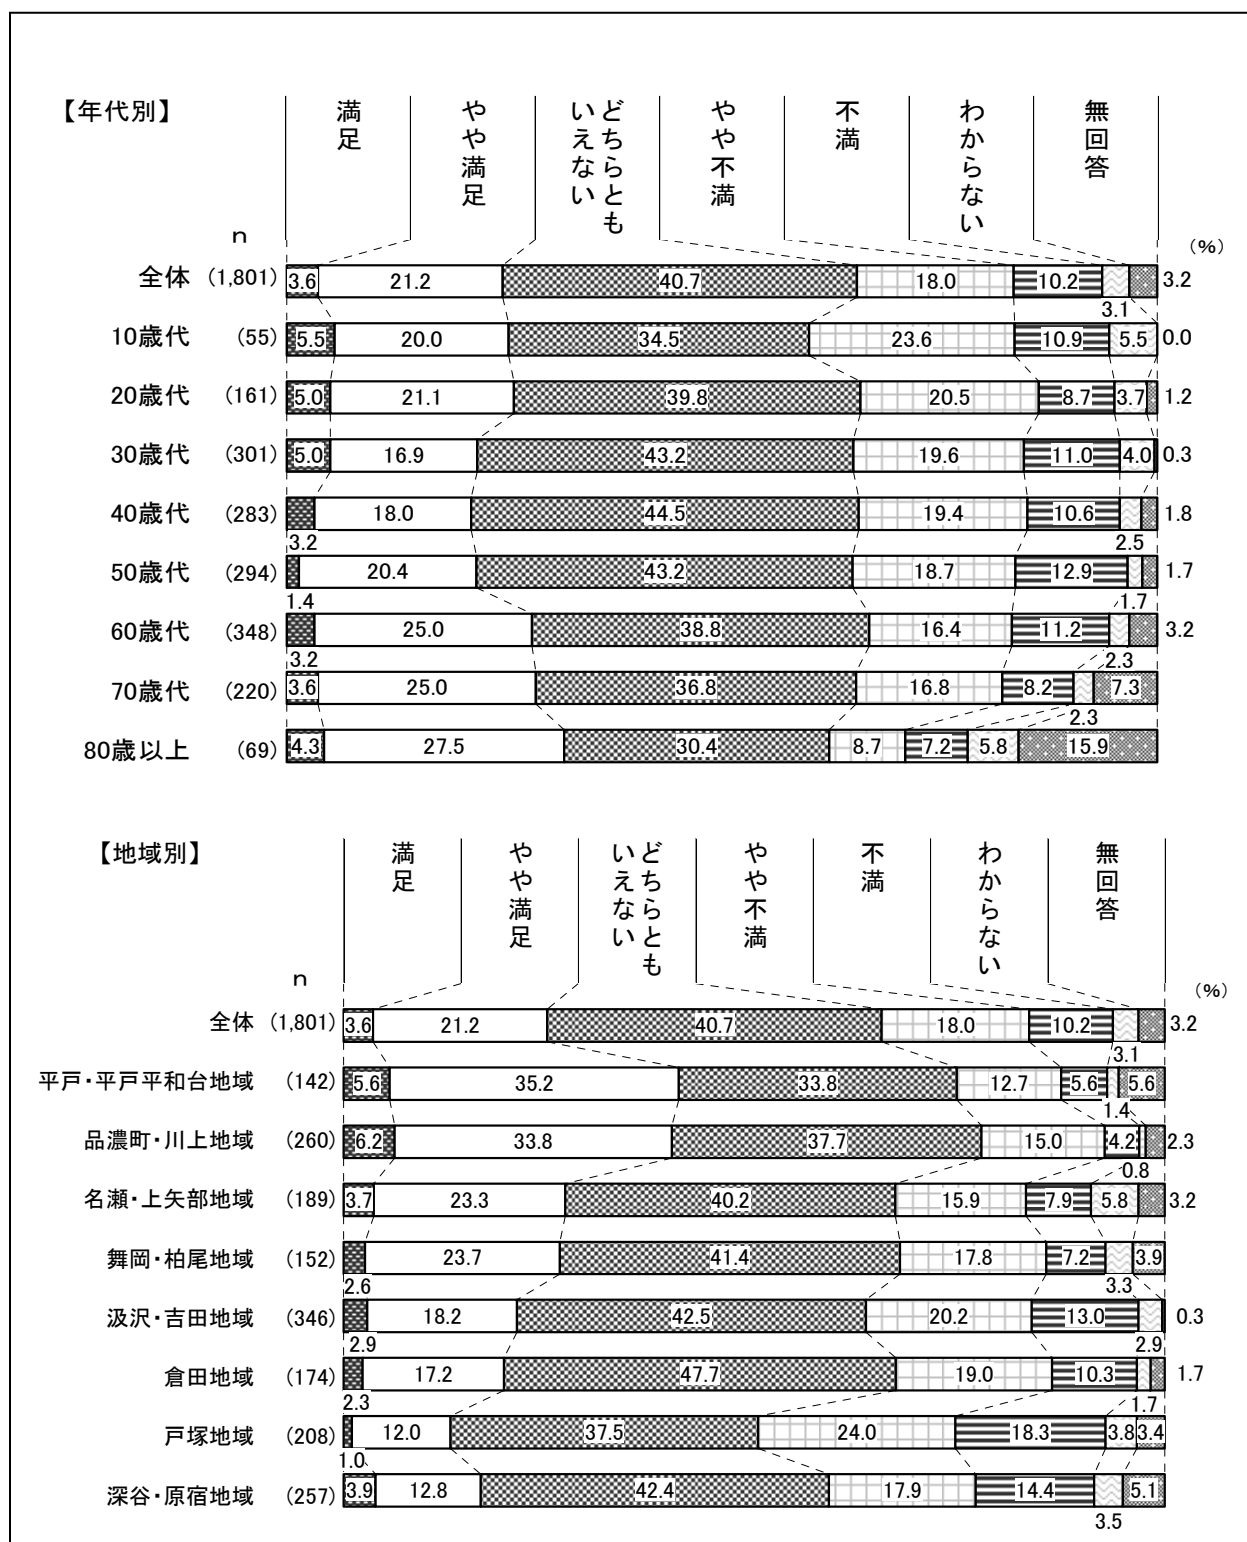 【年代別】
満足
やや満足
どちらとも
いえない
やや不満
不満
わからない
無回答
n
(%)
全体 (1,801) 3.6 21.2 40.7 18.0 10.2 3.1 3.2
10歳代 (55) 5.5 20.0 34.5 23.6 10.9 5.5 0.0
20歳代 (161) 5.0 21.1 39.8 20.5 8.7 3.7 1.2
30歳代 (301) 5.0 16.9 43.2 19.6 11.0 4.0 0.3
40歳代 (283) 3.2 18.0 44.5 19.4 10.6 2.5 1.8
50歳代 (294) 1.4 20.4 43.2 18.7 12.9 1.7 1.7
60歳代 (348) 3.2 25.0 38.8 16.4 11.2 2.3 3.2
70歳代 (220) 3.6 25.0 36.8 16.8 8.2 2.3 7.3
80歳以上 (69) 4.3 27.5 30.4 8.7 7.2 5.8 15.9
【地域別】
満足
やや満足
どちらとも
いえない
やや不満
不満
わからない
無回答
n
(%)
全体 (1,801) 3.6 21.2 40.7 18.0 10.2 3.1 3.2
平戸・平戸平和台地域 (142) 5.6 35.2 33.8 12.7 5.6 1.4 5.6
品濃町・川上地域 (260) 6.2 33.8 37.7 15.0 4.2 0.8 2.3
名瀬・上矢部地域 (189) 3.7 23.3 40.2 15.9 7.9 5.8 3.2
舞岡・柏尾地域 (152) 2.6 23.7 41.4 17.8 7.2 3.3 3.9
汲沢・吉田地域 (346) 2.9 18.2 42.5 20.2 13.0 2.9 0.3
倉田地域 (174) 2.3 17.2 47.7 19.0 10.3 1.7 1.7
戸塚地域 (208) 1.0 12.0 37.5 24.0 18.3 3.8 3.4
深谷・原宿地域 (257) 3.9 12.8 42.4 17.9 14.4 3.5 5.1